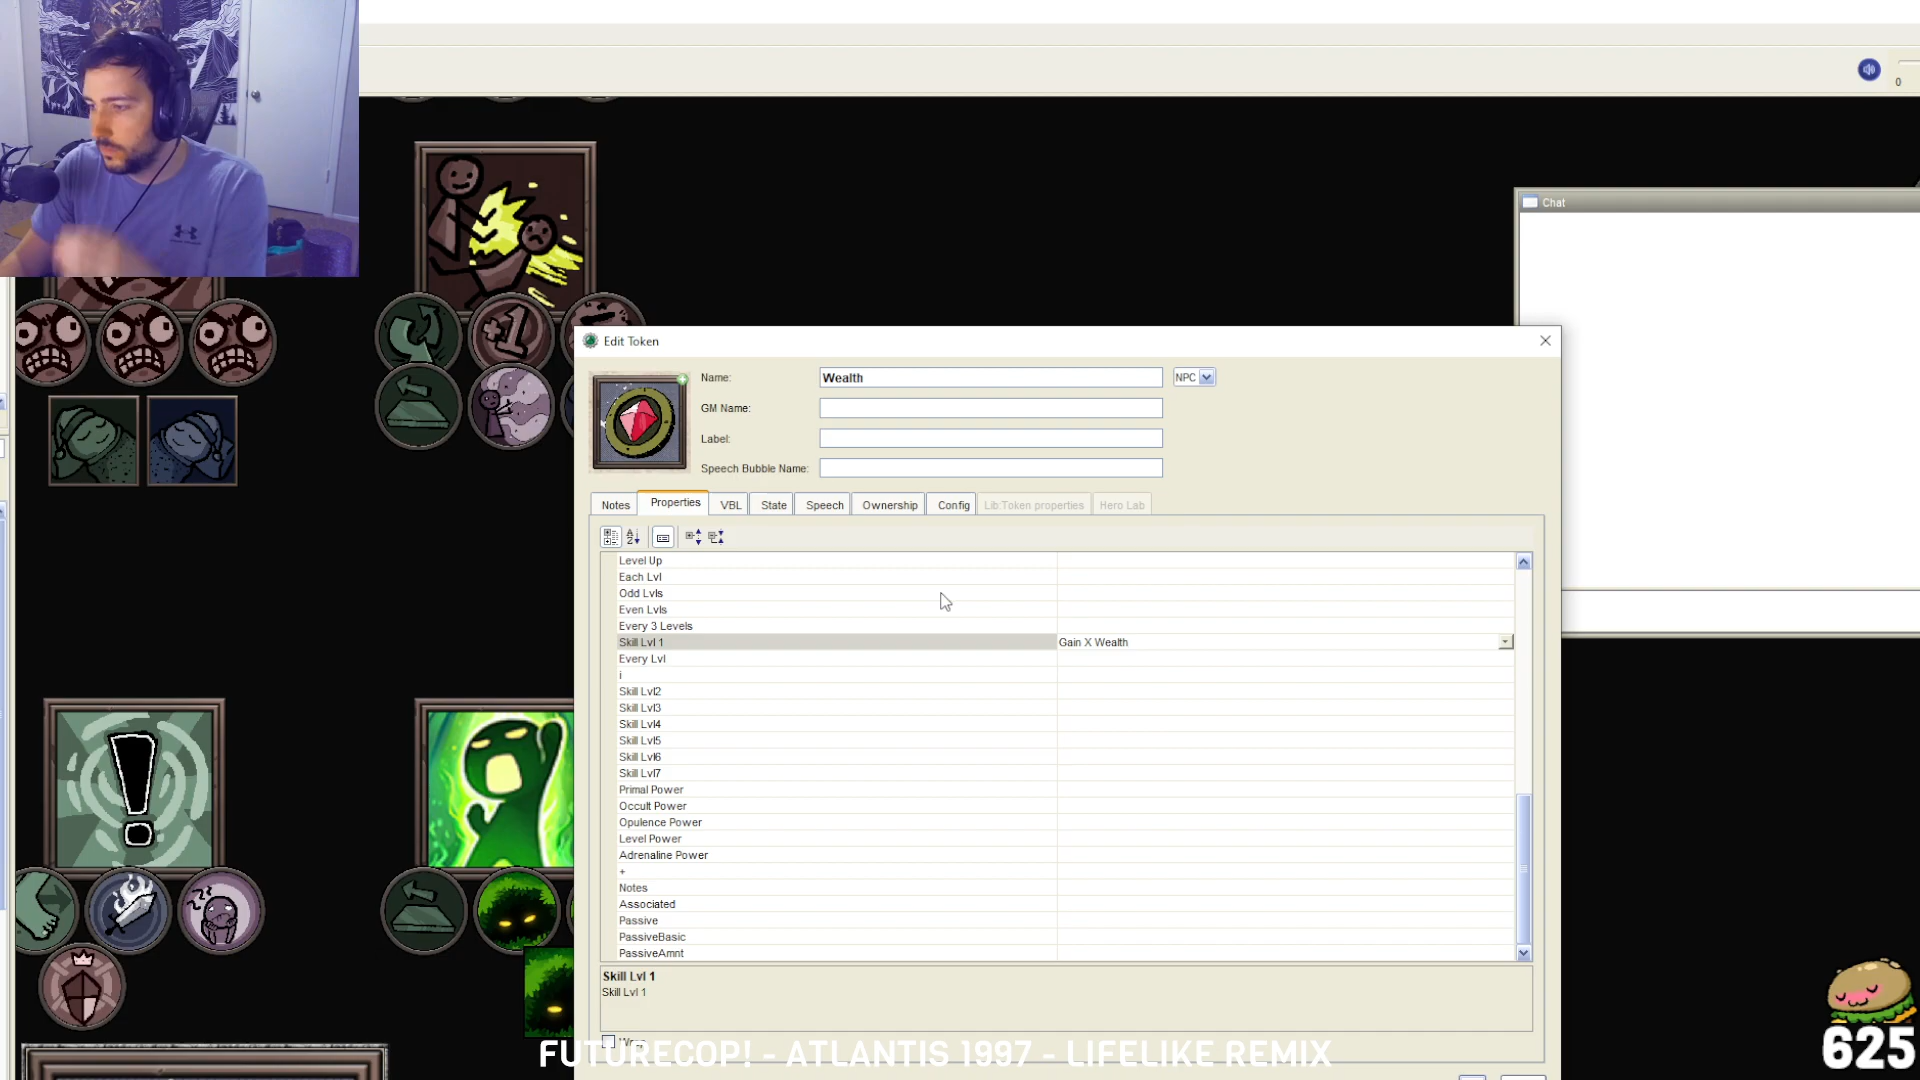 0
Chat
+1
Edit Token
Name: Wealth NPC
GM Name:
Label:
Speech Bubble Name:
Notes Properties VBL State Speech Ownership Config Lib:Token properties Hero Lab
Level Up
Each Lvl
Odd Lvls
Even Lvls
Every 3 Levels
Skill Lvl 1 Gain X Wealth
Every Lvl
i
Skill Lvl2
Skill Lvl3
Skill Lvl4
Skill Lvl5
Skill Lvl6
Skill Lvl7
Primal Power
Occult Power
Opulence Power
Level Power
Adrenaline Power
+
Notes
Associated
Passive
PassiveBasic
PassiveAmnt
Skill Lvl 1
Skill Lvl 1
FUTURECOP! - ATLANTIS 1997 - LIFELIKE REMIX
625